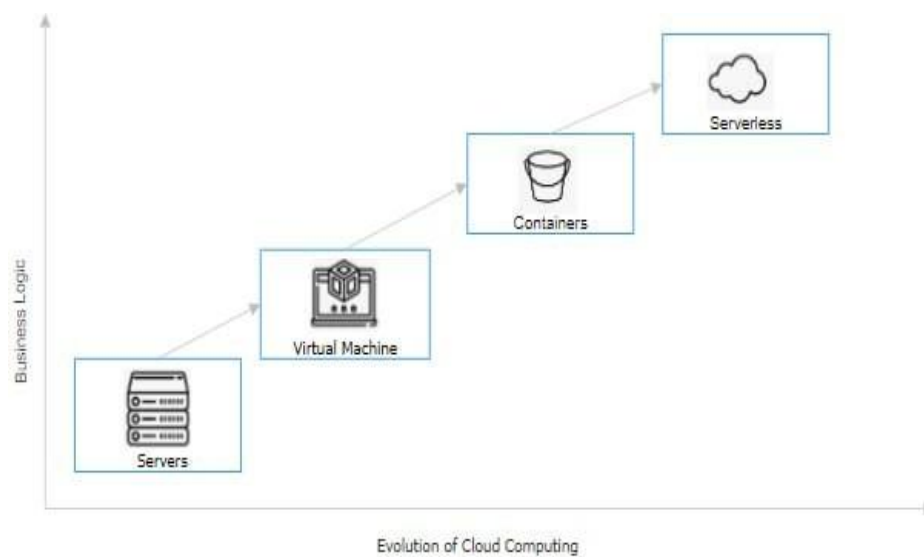 Serverless
Containers
Virtual Machine
Servers
Business Logic
Evolution of Cloud Computing